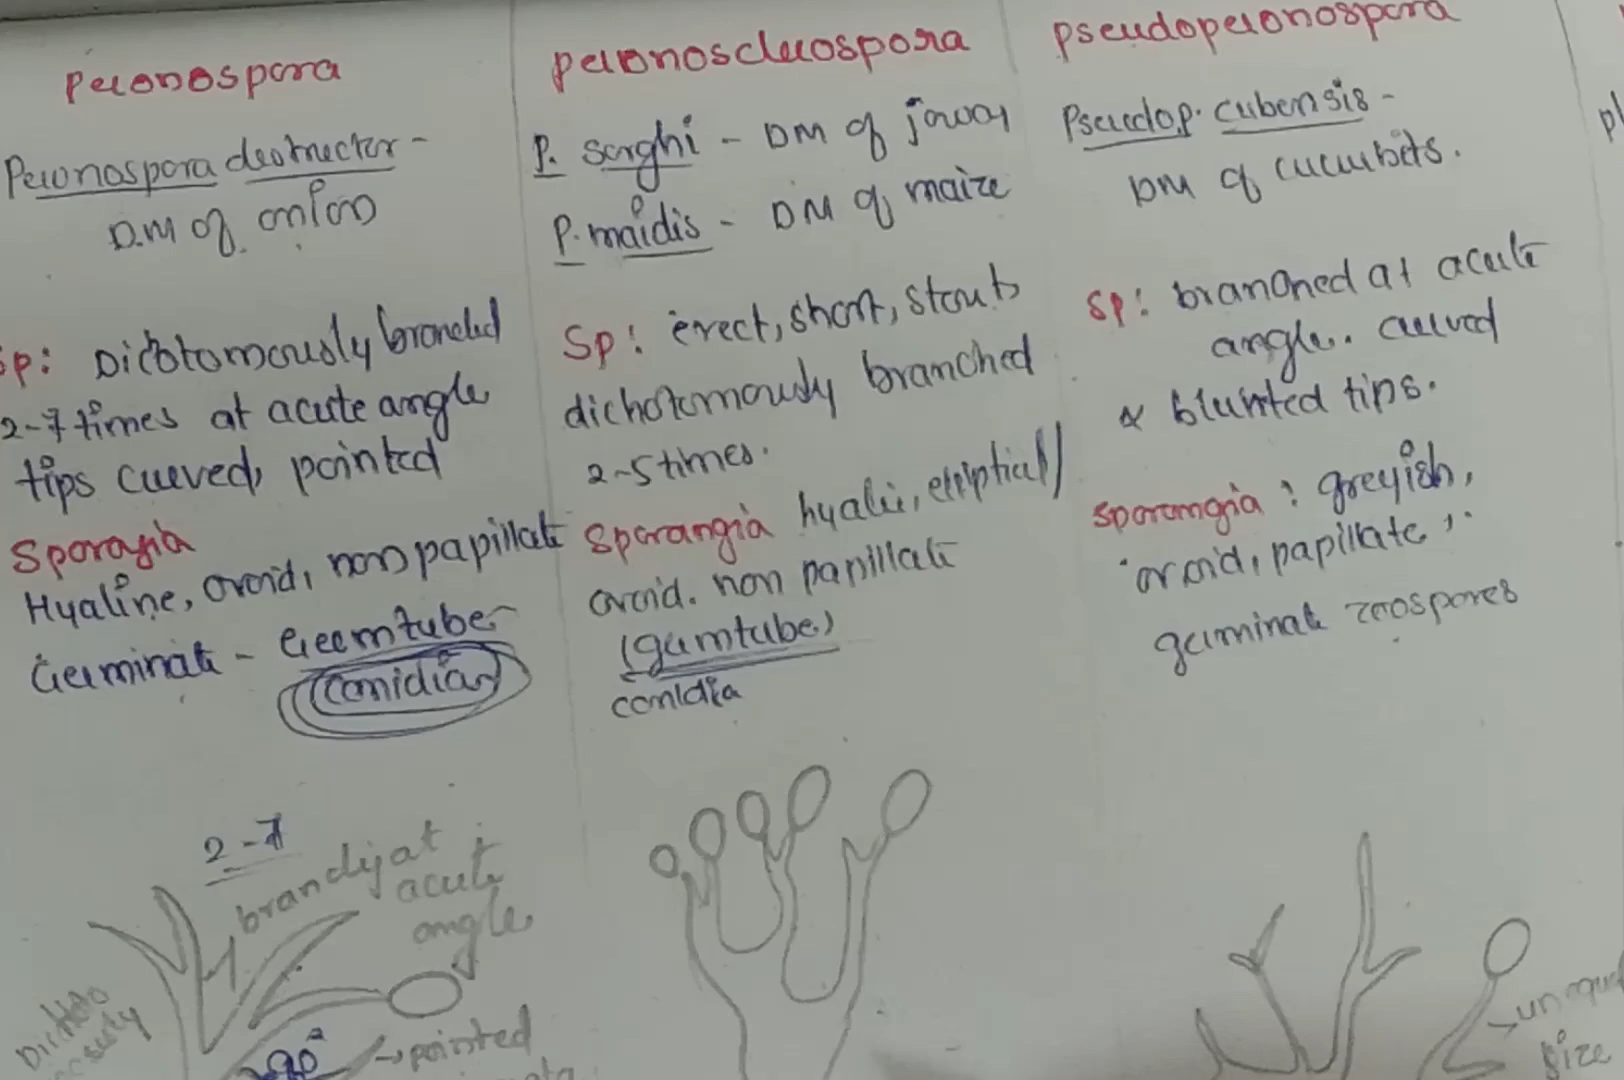 Peronospora
Peronospora destructor -
D.M of onion
Sp: Dichotomously branched
2-7 times at acute angle
tips curved, pointed
Sporangia
Hyaline, ovoid, non papillate
Germinate - Germtube
(conidia)
2-7
branching at
acute
angle
90°
→ pointed
peronosclerospora
P. sorghi - DM of jowar
P. maidis - DM of maize
Sp: erect, short, stout
dichotomously branched
2-5 times.
Sporangia hyaline, elliptical/
ovoid. non papillate
(germtube)
conidia
pseudoperonospora
Pseudop. cubensis -
DM of cucurbits.
Sp: branched at acute
angle. curved
& blunted tips.
sporangia: greyish,
ovoid, papillate,
germinate zoospores
size
pl